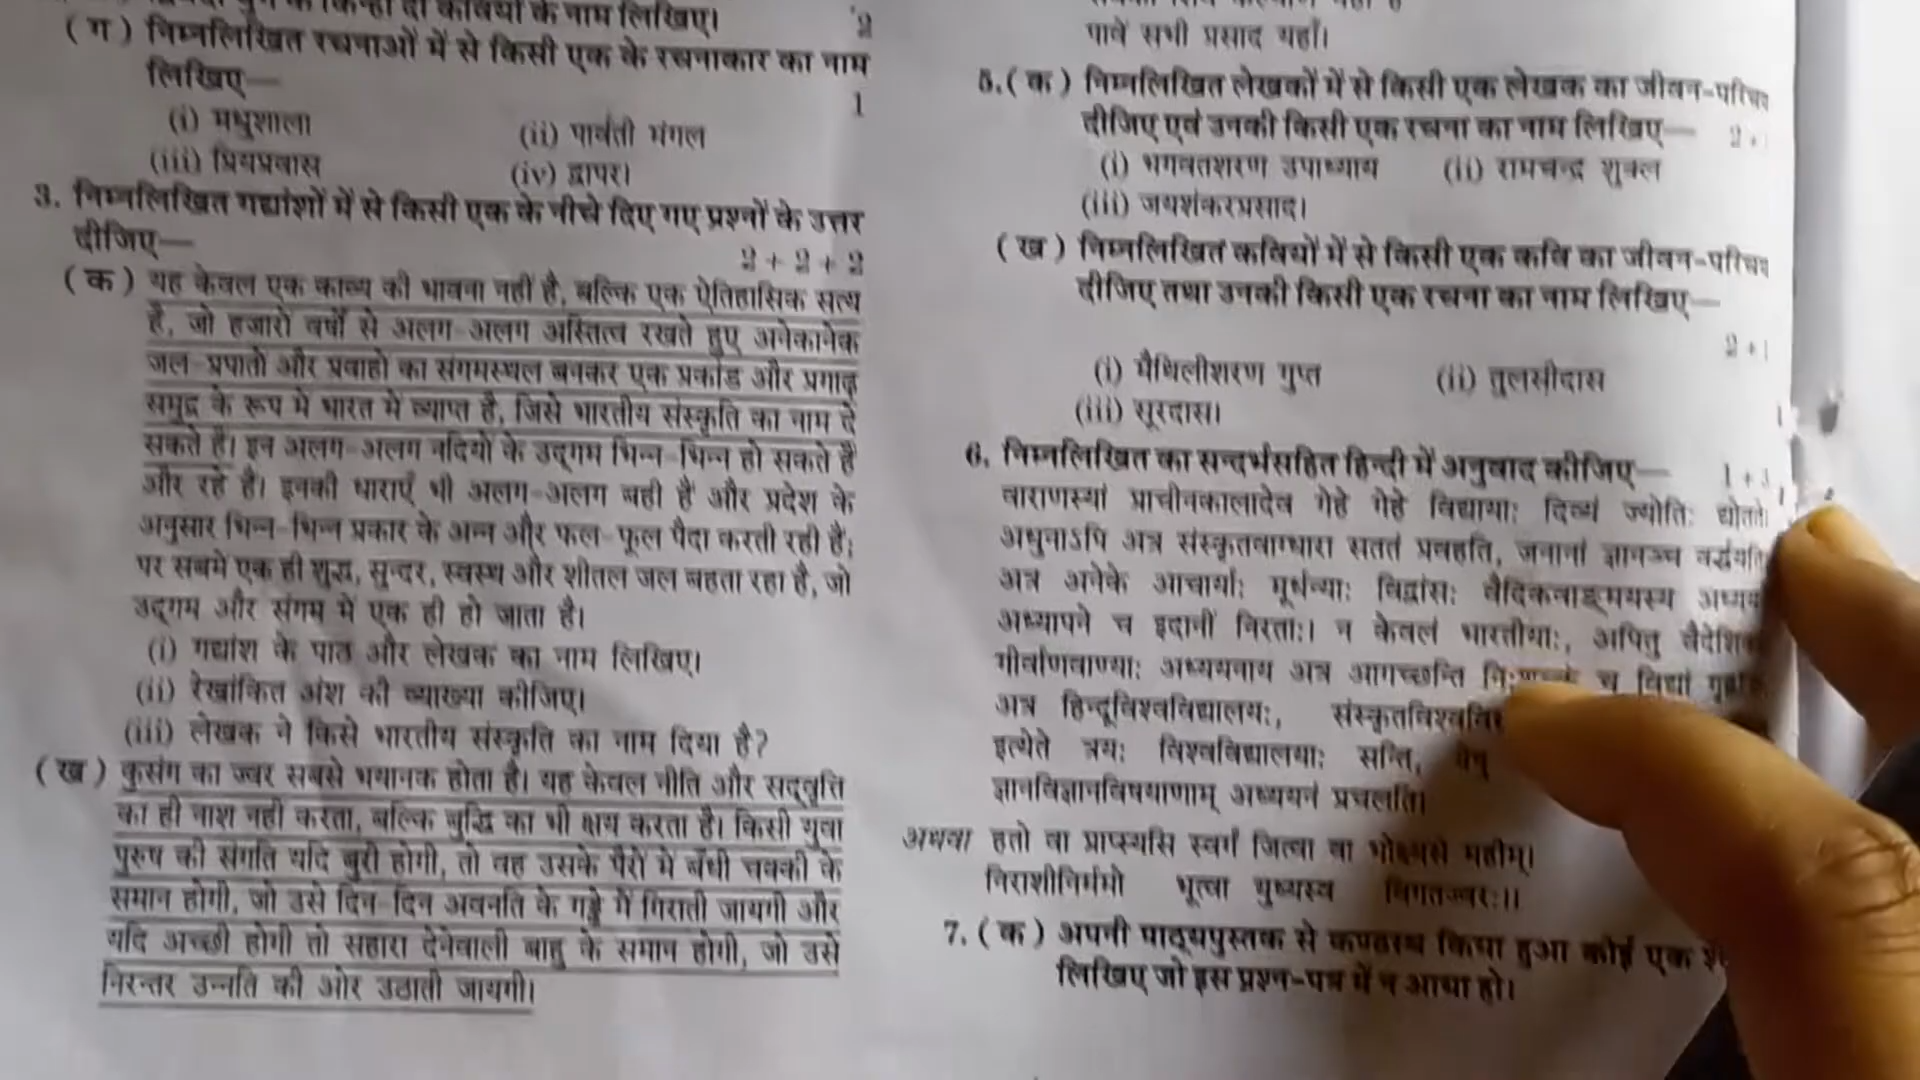 के किन्हीं दो कवियों के नाम लिखिए। 2
(ग) निम्नलिखित रचनाओं में से किसी एक के रचनाकार का नाम
लिखिए— 1
(i) मधुशाला (ii) पार्वती मंगल
(iii) प्रियप्रवास (iv) द्वापर।
3. निम्नलिखित गद्यांशों में से किसी एक के नीचे दिए गए प्रश्नों के उत्तर
दीजिए— 2 + 2 + 2
(क) यह केवल एक काव्य की भावना नहीं है, बल्कि एक ऐतिहासिक सत्य
है, जो हजारों वर्षों से अलग-अलग अस्तित्व रखते हुए अनेकानेक
जल-प्रपातों और प्रवाहों का संगमस्थल बनकर एक प्रकांड और प्रगाढ़
समुद्र के रूप में भारत में व्याप्त है, जिसे भारतीय संस्कृति का नाम दे
सकते हैं। इन अलग-अलग नदियों के उद्‌गम भिन्न-भिन्न हो सकते हैं
और रहे हैं। इनकी धाराएँ भी अलग-अलग बही हैं और प्रदेश के
अनुसार भिन्न-भिन्न प्रकार के अन्न और फल-फूल पैदा करती रही हैं;
पर सबमें एक ही शुद्ध, सुन्दर, स्वस्थ और शीतल जल बहता रहा है, जो
उद्‌गम और संगम में एक ही हो जाता है।
(i) गद्यांश के पाठ और लेखक का नाम लिखिए।
(ii) रेखांकित अंश की व्याख्या कीजिए।
(iii) लेखक ने किसे भारतीय संस्कृति का नाम दिया है?
(ख) कुसंग का ज्वर सबसे भयानक होता है। यह केवल नीति और सद्‌वृत्ति
का ही नाश नहीं करता, बल्कि बुद्धि का भी क्षय करता है। किसी युवा
पुरुष की संगति यदि बुरी होगी, तो वह उसके पैरों में बँधी चक्की के
समान होगी, जो उसे दिन-दिन अवनति के गड्ढे में गिराती जायगी और
यदि अच्छी होगी तो सहारा देनेवाली बाहु के समान होगी, जो उसे
निरन्तर उन्नति की ओर उठाती जायगी।
पावें सभी प्रसाद यहाँ।
5.(क) निम्नलिखित लेखकों में से किसी एक लेखक का जीवन-परिचय
दीजिए एवं उनकी किसी एक रचना का नाम लिखिए— 2 +
(i) भगवतशरण उपाध्याय (ii) रामचन्द्र शुक्ल
(iii) जयशंकरप्रसाद।
(ख) निम्नलिखित कवियों में से किसी एक कवि का जीवन-परिचय
दीजिए तथा उनकी किसी एक रचना का नाम लिखिए—
2 + 1
(i) मैथिलीशरण गुप्त (ii) तुलसीदास
(iii) सूरदास।
6. निम्नलिखित का सन्दर्भसहित हिन्दी में अनुवाद कीजिए— 1 + 3
वाराणस्यां प्राचीनकालादेव गेहे गेहे विद्यायाः दिव्यं ज्योतिः द्योतते।
अधुनाऽपि अत्र संस्कृतवाग्धारा सततं प्रवहति, जनानां ज्ञानञ्च वर्द्धयति
अत्र अनेके आचार्याः मूर्धन्याः विद्वांसः वैदिकवाङ्मयस्य
अध्यापने च इदानीं निरताः। न केवलं भारतीयाः, अपितु
गीर्वाणवाण्याः अध्ययनाय अत्र आगच्छन्ति च विद्यां
अत्र हिन्दूविश्वविद्यालयः,
इत्येते त्रयः विश्वविद्यालयाः सन्ति, येषु
ज्ञानविज्ञानविषयाणाम् अध्ययनं प्रचलति।
अथवा हतो वा प्राप्स्यसि स्वर्गं जित्वा वा भोक्ष्यसे महीम्।
निराशीनिर्ममो भूत्वा युध्यस्व विगतज्वरः।।
7. (क) अपनी पाठ्यपुस्तक से कण्ठस्थ किया हुआ कोई एक
लिखिए जो इस प्रश्न-पत्र में न आया हो।